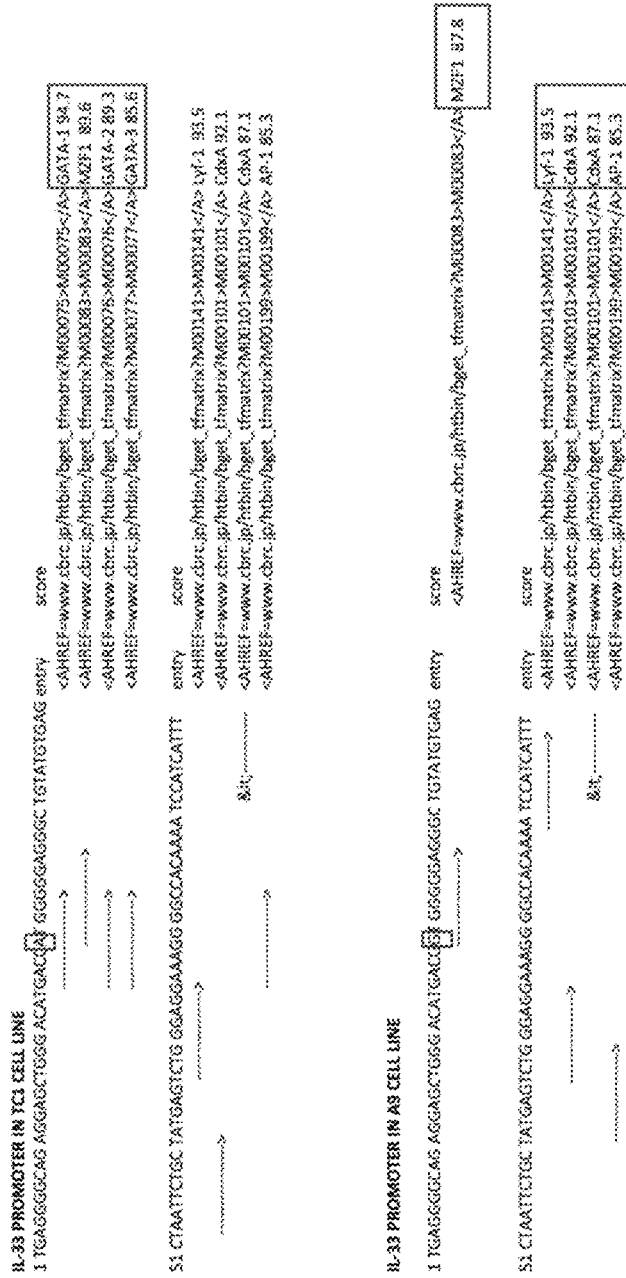 IL-33 PROMOTER IN TC1 CELL LINE
1 TGAGGGGCAG AGGAGCTGGG ACATGACGAT GGGGGAGGGC TGTATGTGAG entry score
<AHREF=www.cbrc.jp/htbin/bget_tfmatrix?M00075>M00075</A> GATA-1 94.7
<AHREF=www.cbrc.jp/htbin/bget_tfmatrix?M00083>M00083</A> MZF1 89.6
<AHREF=www.cbrc.jp/htbin/bget_tfmatrix?M00076>M00076</A> GATA-2 89.3
<AHREF=www.cbrc.jp/htbin/bget_tfmatrix?M00077>M00077</A> GATA-3 85.6
51 CTAATTCTGC TATGAGTCTG GGAGGAAAGG GGCCACAAAA TCCATCATTT entry score
<AHREF=www.cbrc.jp/htbin/bget_tfmatrix?M00141>M00141</A> Lyf-1 93.5
<AHREF=www.cbrc.jp/htbin/bget_tfmatrix?M00101>M00101</A> CdxA 92.1
&lt;-------- <AHREF=www.cbrc.jp/htbin/bget_tfmatrix?M00101>M00101</A> CdxA 87.1
<AHREF=www.cbrc.jp/htbin/bget_tfmatrix?M00199>M00199</A> AP-1 85.3
IL-33 PROMOTER IN A9 CELL LINE
1 TGAGGGGCAG AGGAGCTGGG GGGGGAGGGC TGTATGTGAG entry score
<AHREF=www.cbrc.jp/htbin/bget_tfmatrix?M00083>M00083</A> MZF1 87.8
51 CTAATTCTGC TATGAGTCTG GGAGGAAAGG GGCCACAAAA TCCATCATTT entry score
<AHREF=www.cbrc.jp/htbin/bget_tfmatrix?M00141>M00141</A> Lyf-1 93.5
<AHREF=www.cbrc.jp/htbin/bget_tfmatrix?M00101>M00101</A> CdxA 92.1
&lt;-------- <AHREF=www.cbrc.jp/htbin/bget_tfmatrix?M00101>M00101</A> CdxA 87.1
<AHREF=www.cbrc.jp/htbin/bget_tfmatrix?M00199>M00199</A> AP-1 85.3